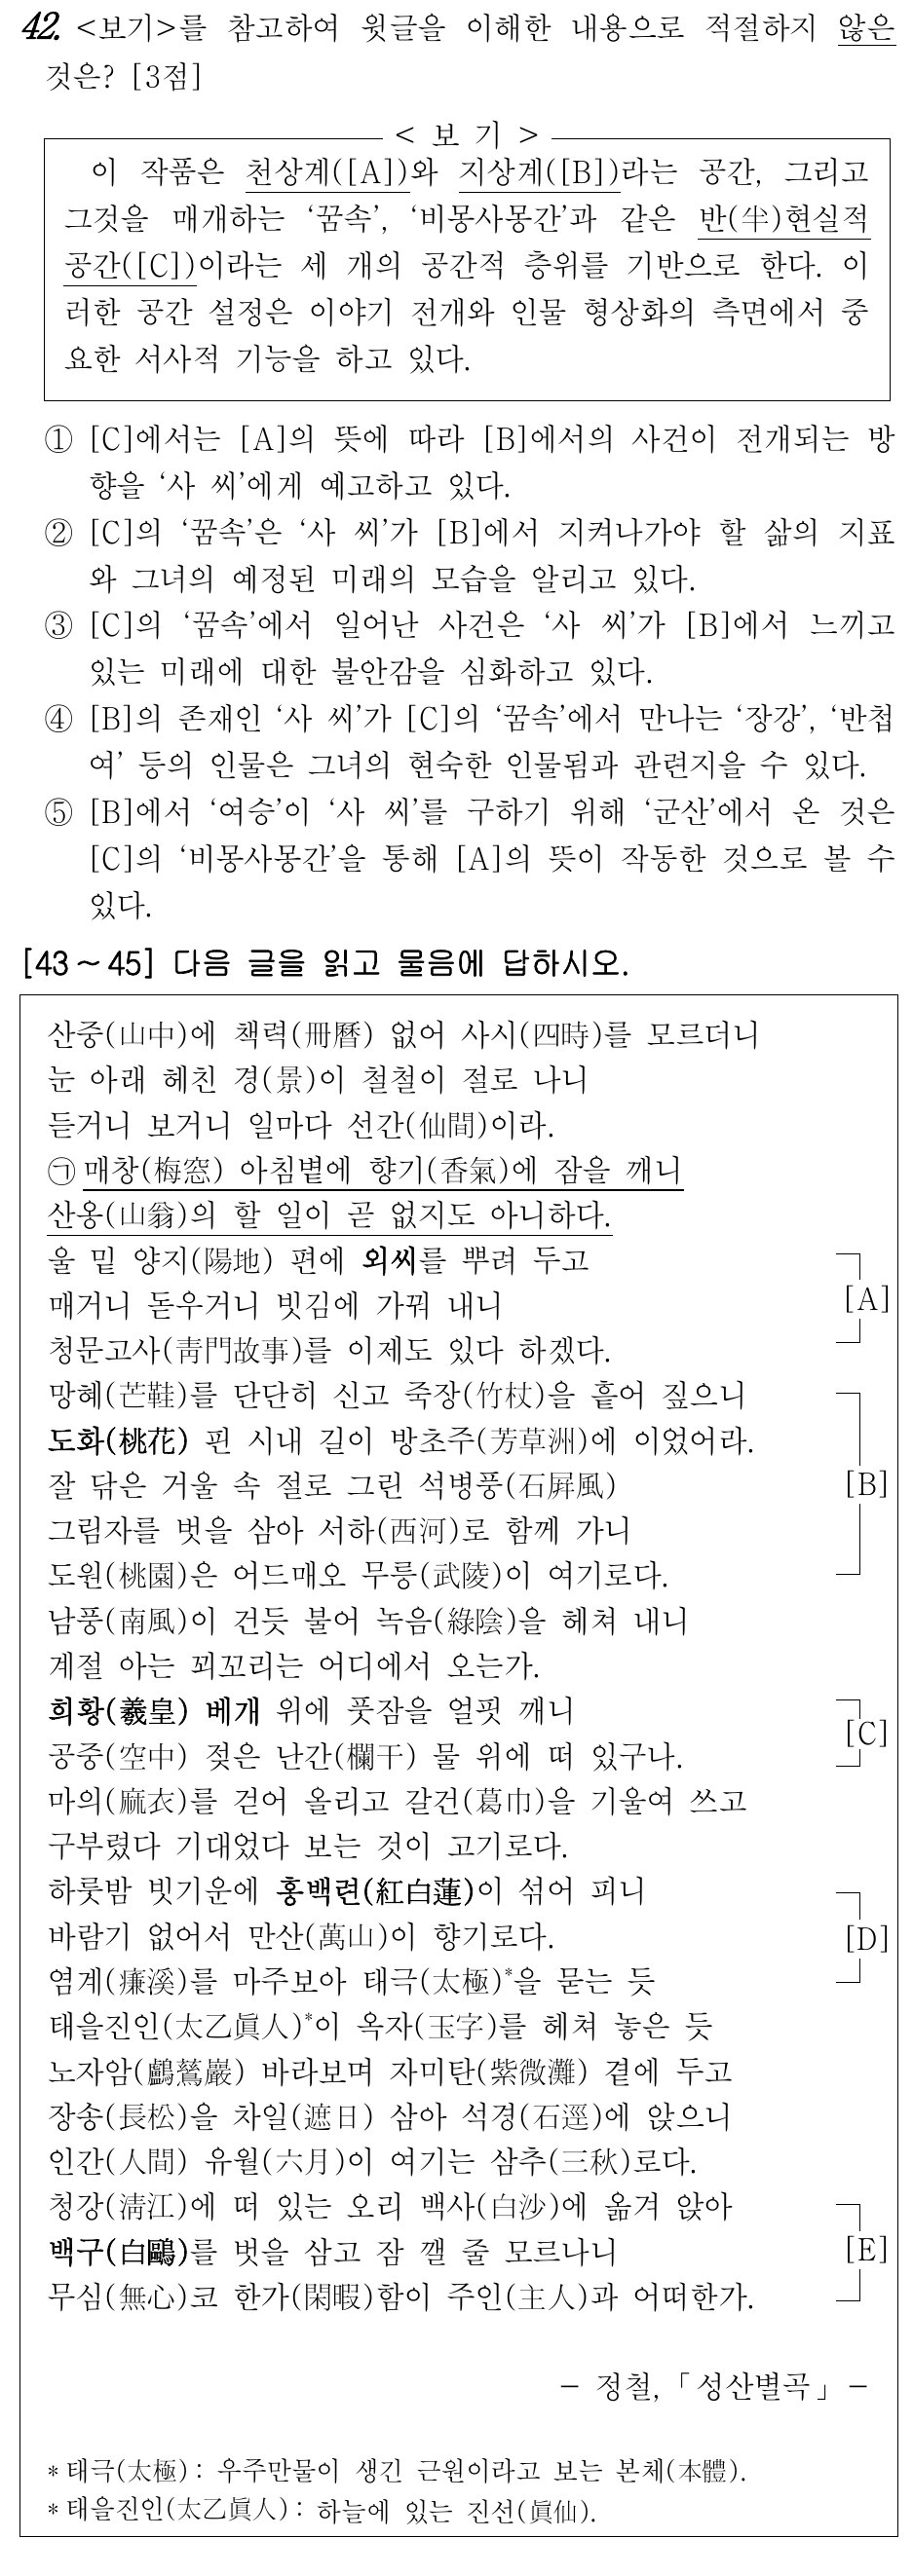 42. <보기>를 참고하여 윗글을 이해한 내용으로 적절하지 않은
것은? [3점]
< 보 기 >
이 작품은 천상계([A])와 지상계([B])라는 공간, 그리고
그것을 매개하는 ‘꿈속’, ‘비몽사몽간’과 같은 반(半)현실적
공간([C])이라는 세 개의 공간적 층위를 기반으로 한다. 이
러한 공간 설정은 이야기 전개와 인물 형상화의 측면에서 중
요한 서사적 기능을 하고 있다.
① [C]에서는 [A]의 뜻에 따라 [B]에서의 사건이 전개되는 방
향을 ‘사 씨’에게 예고하고 있다.
② [C]의 ‘꿈속’은 ‘사 씨’가 [B]에서 지켜나가야 할 삶의 지표
와 그녀의 예정된 미래의 모습을 알리고 있다.
③ [C]의 ‘꿈속’에서 일어난 사건은 ‘사 씨’가 [B]에서 느끼고
있는 미래에 대한 불안감을 심화하고 있다.
④ [B]의 존재인 ‘사 씨’가 [C]의 ‘꿈속’에서 만나는 ‘장강’, ‘반첩
여’ 등의 인물은 그녀의 현숙한 인물됨과 관련지을 수 있다.
⑤ [B]에서 ‘여승’이 ‘사 씨’를 구하기 위해 ‘군산’에서 온 것은
[C]의 ‘비몽사몽간’을 통해 [A]의 뜻이 작동한 것으로 볼 수
있다.
[43～45] 다음 글을 읽고 물음에 답하시오.
산중(山中)에 책력(冊曆) 없어 사시(四時)를 모르더니
눈 아래 헤친 경(景)이 철철이 절로 나니
듣거니 보거니 일마다 선간(仙間)이라.
㉠ 매창(梅窓) 아침볕에 향기(香氣)에 잠을 깨니
산옹(山翁)의 할 일이 곧 없지도 아니하다.
울 밑 양지(陽地) 편에 외씨를 뿌려 두고
매거니 돋우거니 빗김에 가꿔 내니 [A]
청문고사(靑門故事)를 이제도 있다 하겠다.
망혜(芒鞋)를 단단히 신고 죽장(竹杖)을 흩어 짚으니
도화(桃花) 핀 시내 길이 방초주(芳草洲)에 이었어라.
잘 닦은 거울 속 절로 그린 석병풍(石屛風) [B]
그림자를 벗을 삼아 서하(西河)로 함께 가니
도원(桃園)은 어드매오 무릉(武陵)이 여기로다.
남풍(南風)이 건듯 불어 녹음(綠陰)을 헤쳐 내니
계절 아는 꾀꼬리는 어디에서 오는가.
희황(羲皇) 베개 위에 풋잠을 얼핏 깨니 [C]
공중(空中) 젖은 난간(欄干) 물 위에 떠 있구나.
마의(麻衣)를 걷어 올리고 갈건(葛巾)을 기울여 쓰고
구부렸다 기대었다 보는 것이 고기로다.
하룻밤 빗기운에 홍백련(紅白蓮)이 섞어 피니
바람기 없어서 만산(萬山)이 향기로다. [D]
염계(濂溪)를 마주보아 태극(太極)*을 묻는 듯
태을진인(太乙眞人)*이 옥자(玉字)를 헤쳐 놓은 듯
노자암(鸕鶿巖) 바라보며 자미탄(紫微灘) 곁에 두고
장송(長松)을 차일(遮日) 삼아 석경(石逕)에 앉으니
인간(人間) 유월(六月)이 여기는 삼추(三秋)로다.
청강(淸江)에 떠 있는 오리 백사(白沙)에 옮겨 앉아
백구(白鷗)를 벗을 삼고 잠 깰 줄 모르나니 [E]
무심(無心)코 한가(閑暇)함이 주인(主人)과 어떠한가.
- 정철, 「성산별곡」 -
* 태극(太極) : 우주만물이 생긴 근원이라고 보는 본체(本體).
* 태을진인(太乙眞人) : 하늘에 있는 진선(眞仙).